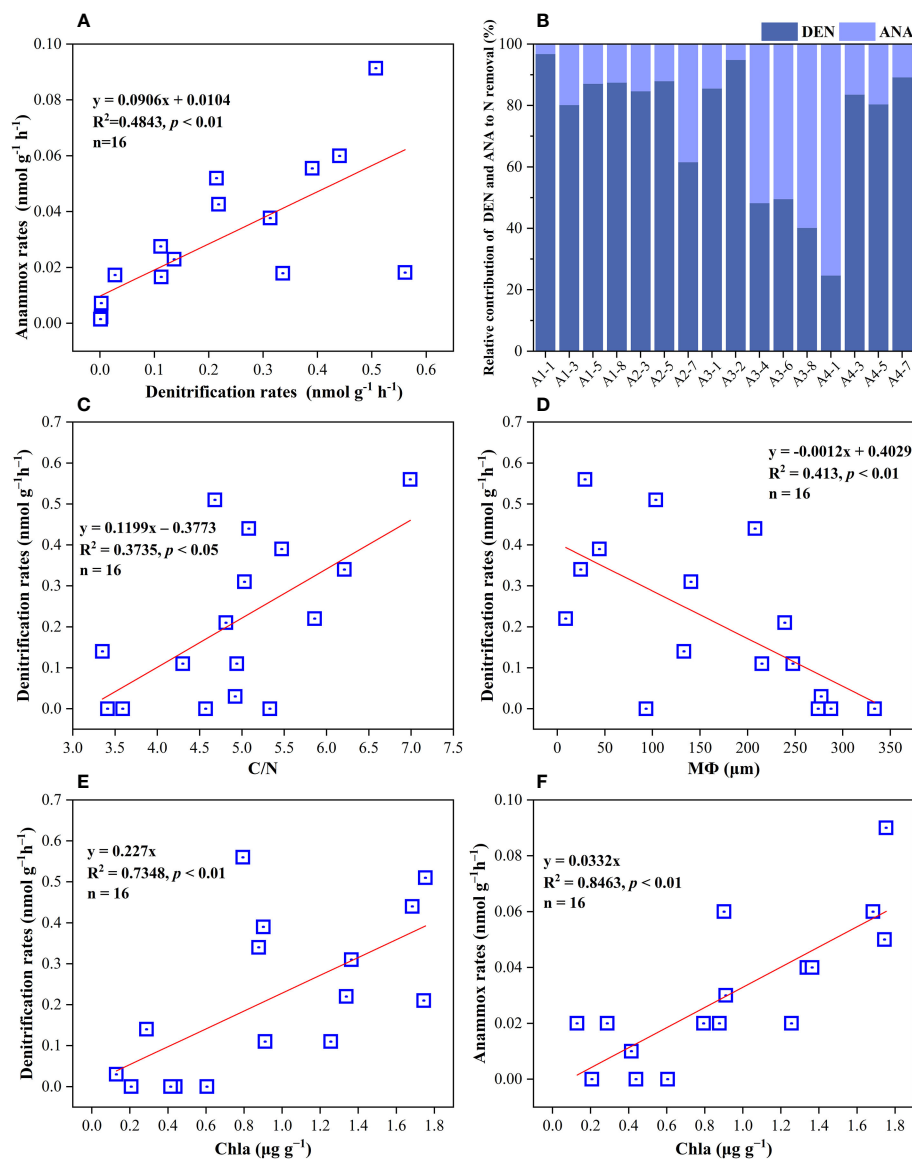 A
B
DEN ANA
Anammox rates (nmol g⁻¹ h⁻¹)
0.10
0.08
0.06
0.04
0.02
0.00
y = 0.0906x + 0.0104
R²=0.4843, p < 0.01
n=16
0.0 0.1 0.2 0.3 0.4 0.5 0.6
Denitrification rates (nmol g⁻¹ h⁻¹)
Relative contribution of DEN and ANA to N removal (%)
100
80
60
40
20
0
A1-1 A1-3 A1-5 A1-8 A2-3 A2-5 A2-7 A3-1 A3-2 A3-4 A3-6 A3-8 A4-1 A4-3 A4-5 A4-7
C
D
Denitrification rates (nmol g⁻¹h⁻¹)
0.7
0.6
0.5
0.4
0.3
0.2
0.1
0.0
y = 0.1199x – 0.3773
R² = 0.3735, p < 0.05
n = 16
3.0 3.5 4.0 4.5 5.0 5.5 6.0 6.5 7.0 7.5
C/N
Denitrification rates (nmol g⁻¹h⁻¹)
0.7
0.6
0.5
0.4
0.3
0.2
0.1
0.0
y = -0.0012x + 0.4029
R² = 0.413, p < 0.01
n = 16
0 50 100 150 200 250 300 350
MΦ (μm)
E
F
Denitrification rates (nmol g⁻¹h⁻¹)
0.7
0.6
0.5
0.4
0.3
0.2
0.1
0.0
y = 0.227x
R² = 0.7348, p < 0.01
n = 16
0.0 0.2 0.4 0.6 0.8 1.0 1.2 1.4 1.6 1.8
Chla (μg g⁻¹)
Anammox rates (nmol g⁻¹h⁻¹)
0.10
0.08
0.06
0.04
0.02
0.00
y = 0.0332x
R² = 0.8463, p < 0.01
n = 16
0.0 0.2 0.4 0.6 0.8 1.0 1.2 1.4 1.6 1.8
Chla (μg g⁻¹)